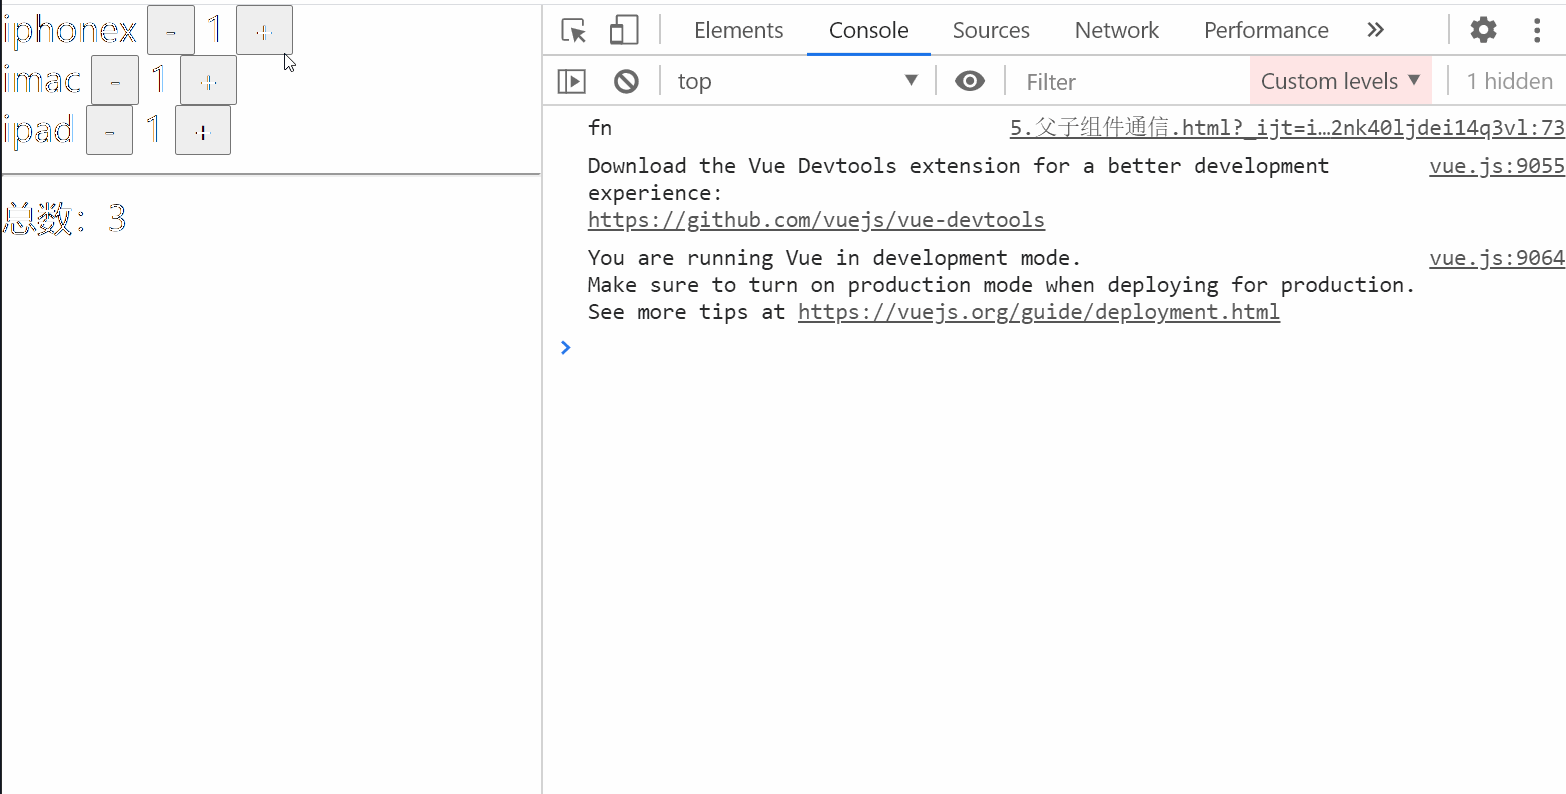 iphonex - 1 +
imac - 1 +
ipad - 1 +
总数：3
Elements Console Sources Network Performance »
top Filter Custom levels ▼ 1 hidden
fn 5.父子组件通信.html?_ijt=i…2nk40ljdei14q3vl:73
Download the Vue Devtools extension for a better development vue.js:9055
experience:
https://github.com/vuejs/vue-devtools
You are running Vue in development mode. vue.js:9064
Make sure to turn on production mode when deploying for production.
See more tips at https://vuejs.org/guide/deployment.html